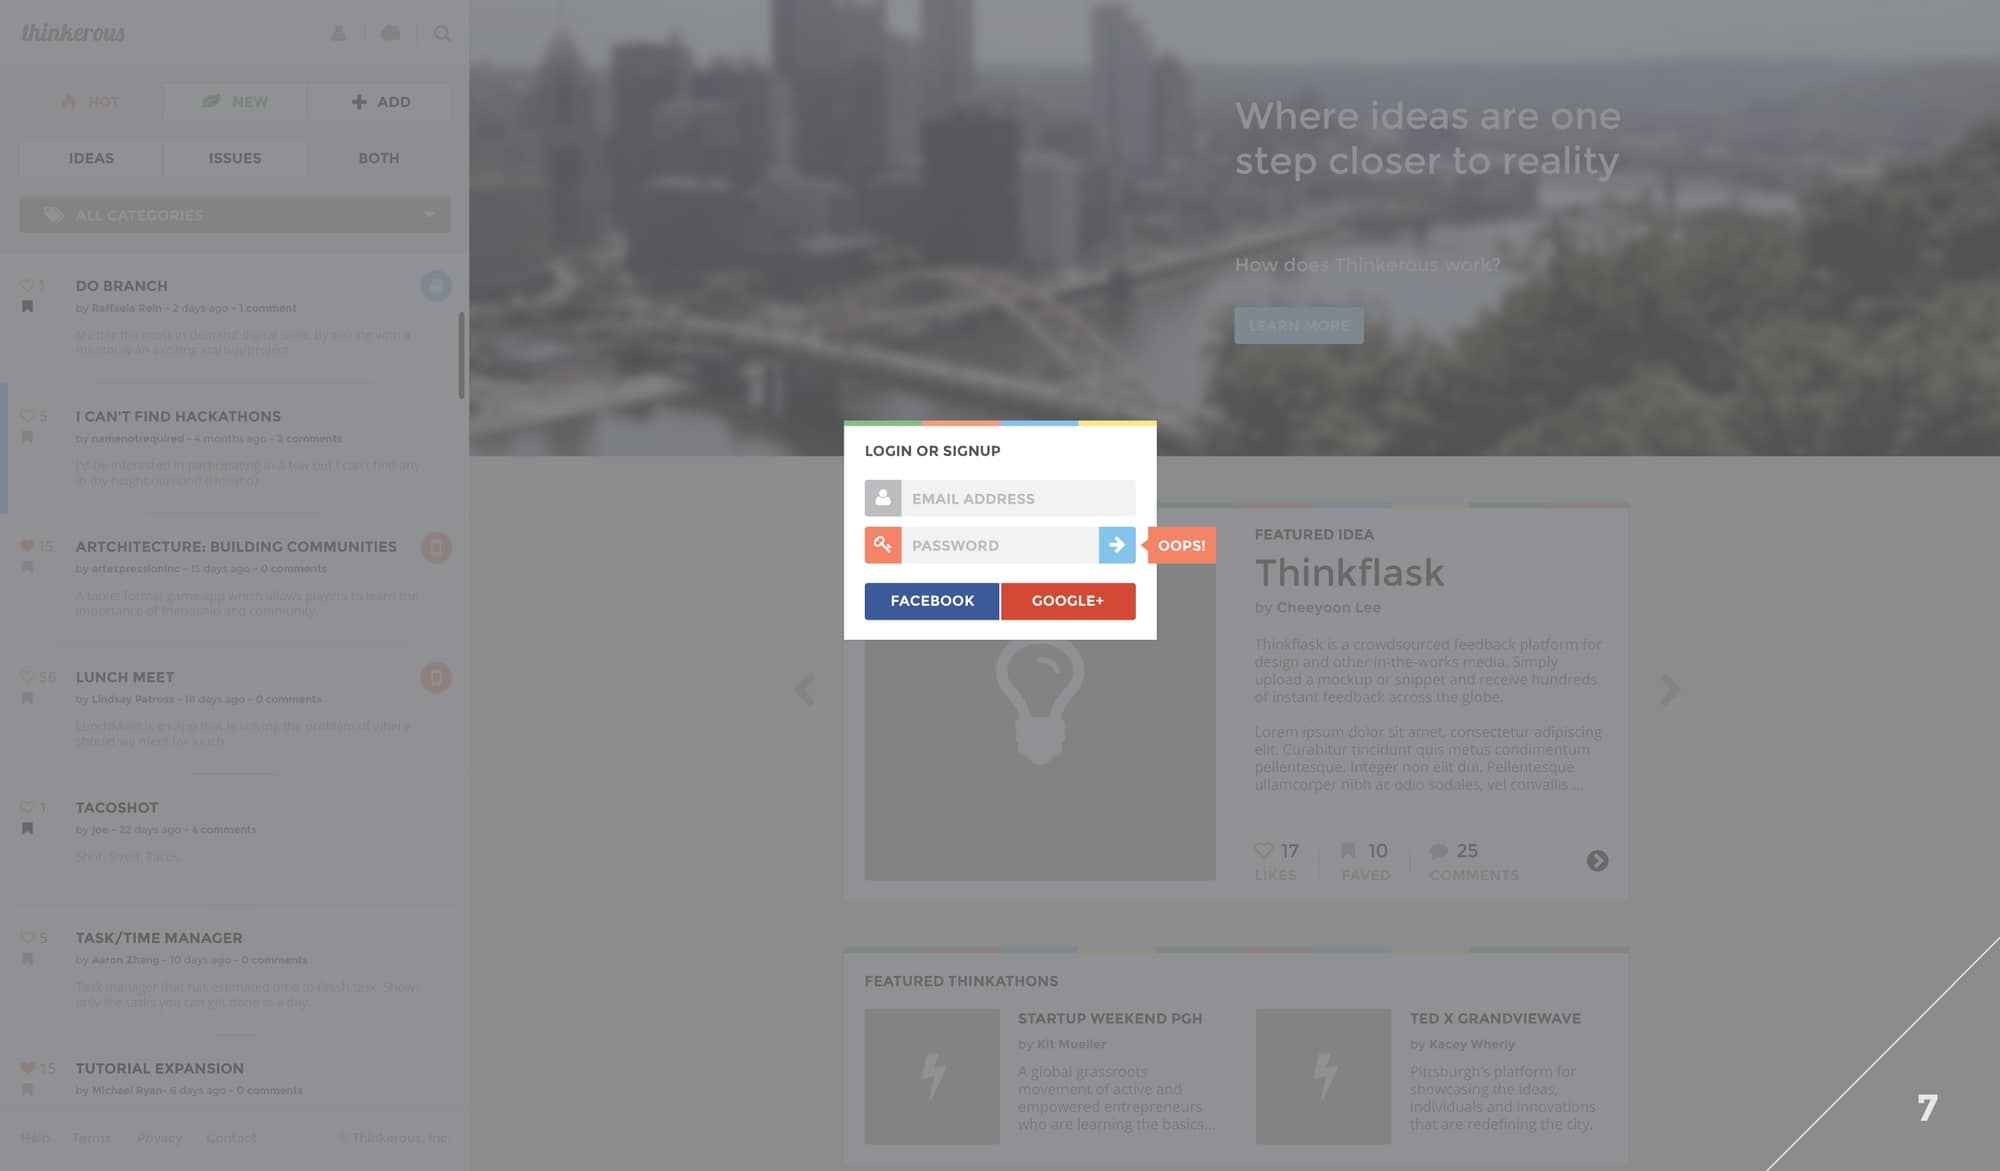 thinkerous
HOT
NEW
ADD
IDEAS
ISSUES
BOTH
ALL CATEGORIES
1
DO BRANCH
by Raffaela Rein - 2 days ago - 1 comment
Master the most in demand digital skills, by pairing with a
mentor & an exciting startup/project.
5
I CAN'T FIND HACKATHONS
by namenotrequired - 4 months ago - 2 comments
I'd be interested in participating in a few but I can't find any
in my neighbourhood (Holland)
15
ARTCHITECTURE: BUILDING COMMUNITIES
by artexpressioninc - 15 days ago - 0 comments
A tablet format game app which allows players to learn the
importance of friendship and community.
56
LUNCH MEET
by Lindsay Patross - 18 days ago - 0 comments
LunchMeet is an app that is solving the problem of where
should we meet for lunch
1
TACOSHOT
by joe - 22 days ago - 4 comments
Shot, Sized, Tacos
5
TASK/TIME MANAGER
by Aaron Zhang - 10 days ago - 0 comments
Task manager that has estimated time to finish task. Shows
only the tasks you can get done in a day.
15
TUTORIAL EXPANSION
by Michael Ryan- 6 days ago - 0 comments
Help
Terms
Privacy
Contact
© Thinkerous, Inc.
Where ideas are one
step closer to reality
How does Thinkerous work?
LEARN MORE
LOGIN OR SIGNUP
EMAIL ADDRESS
PASSWORD
OOPS!
FACEBOOK
GOOGLE+
FEATURED IDEA
Thinkflask
by Cheeyoon Lee
Thinkflask is a crowdsourced feedback platform for
design and other in-the-works media. Simply
upload a mockup or snippet and receive hundreds
of instant feedback across the globe.
Lorem ipsum dolor sit amet, consectetur adipiscing
elit. Curabitur tincidunt quis metus condimentum
pellentesque. Integer non elit dui. Pellentesque
ullamcorper nibh ac odio sodales, vel convallis ...
17
LIKES
10
FAVED
25
COMMENTS
FEATURED THINKATHONS
STARTUP WEEKEND PGH
by Kit Mueller
A global grassroots
movement of active and
empowered entrepreneurs
who are learning the basics...
TED X GRANDVIEWAVE
by Kacey Wherly
Pittsburgh's platform for
showcasing the ideas,
individuals and innovations
that are redefining the city.
7